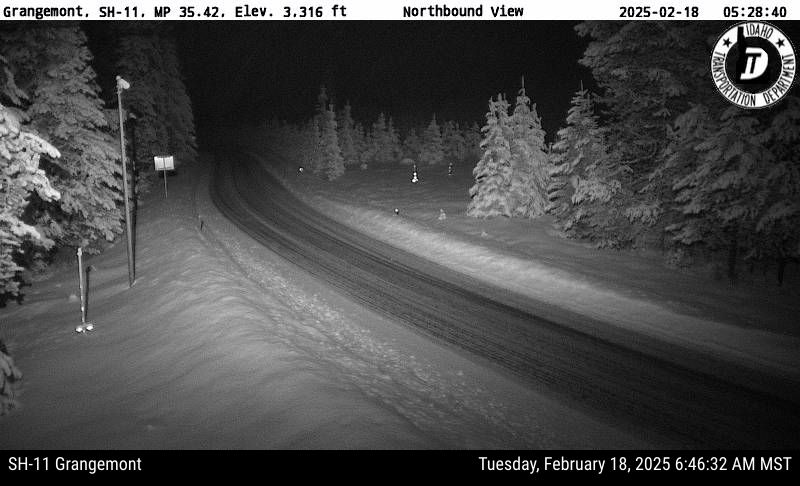 Grangemont, SH-11, MP 35.42, Elev. 3,316 ft Northbound View 2025-02-18 05:28:40
IDAHO
TRANSPORTATION DEPARTMENT
SH-11 Grangemont Tuesday, February 18, 2025 6:46:32 AM MST